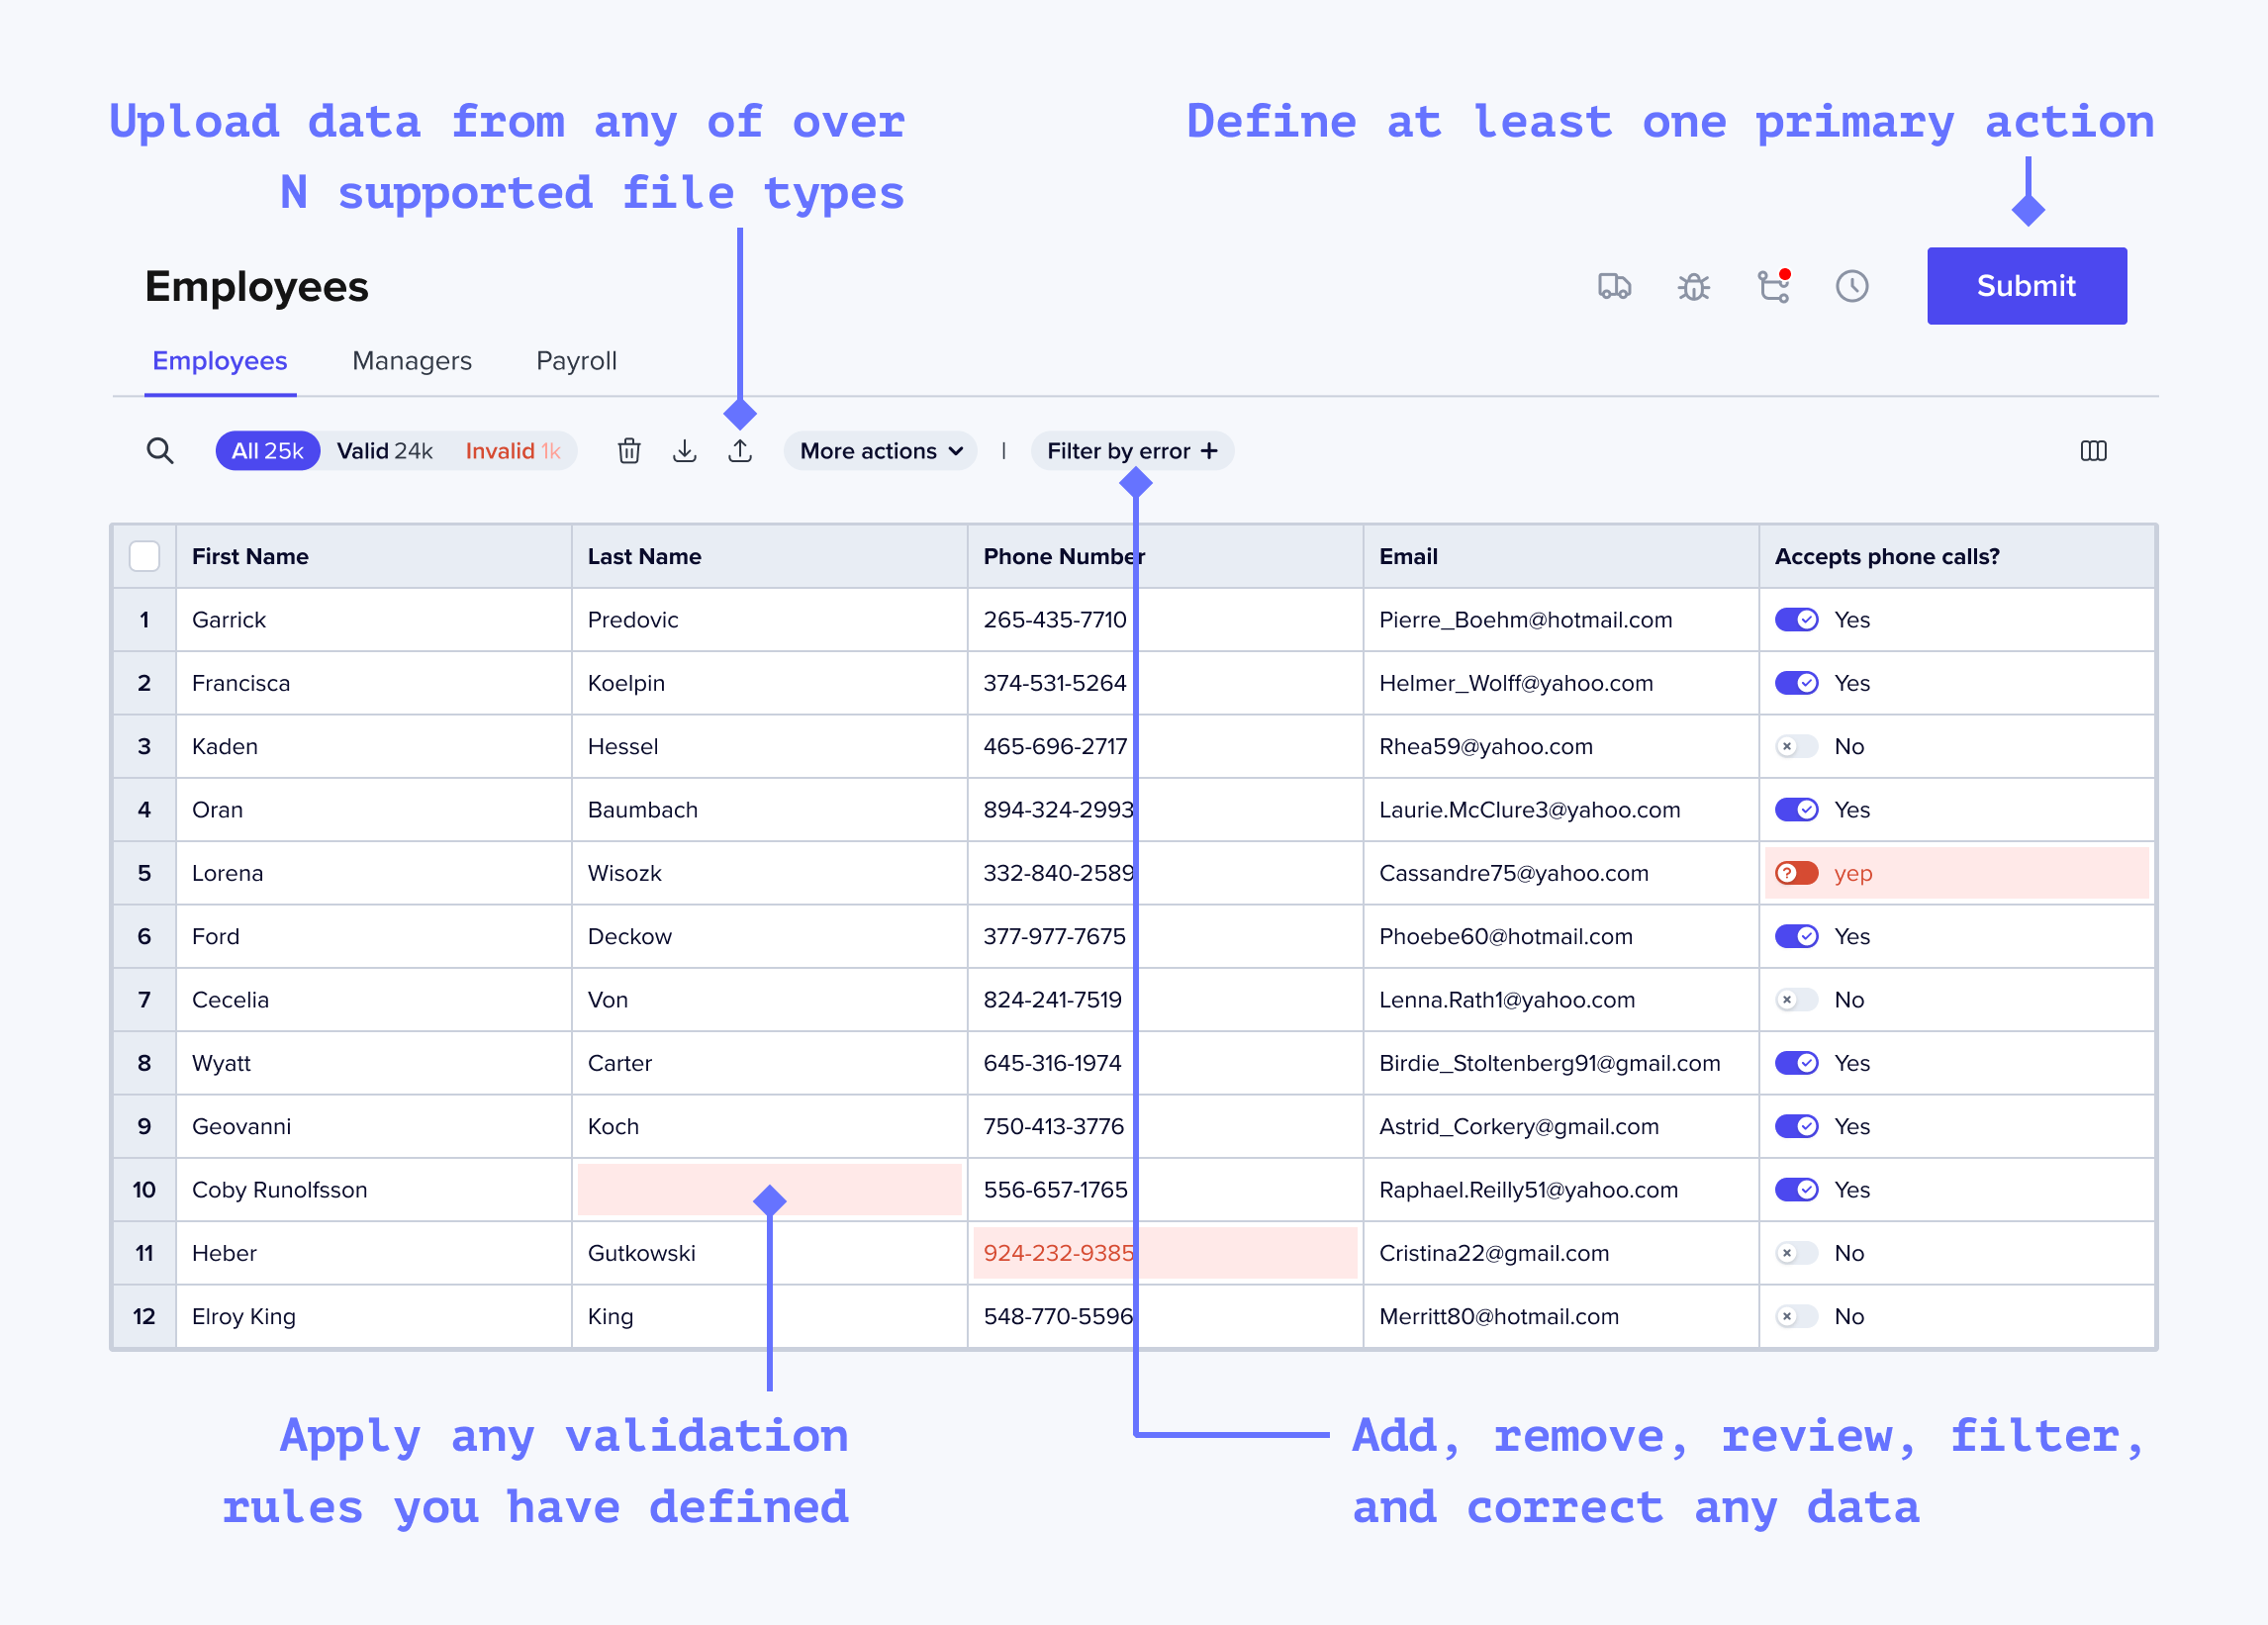 Upload data from any of over
N supported file types
Define at least one primary action
Employees
Submit
Employees Managers Payroll
All 25k Valid 24k Invalid 1k More actions | Filter by error +
First Name Last Name Phone Number Email Accepts phone calls?
1 Garrick Predovic 265-435-7710 Pierre_Boehm@hotmail.com Yes
2 Francisca Koelpin 374-531-5264 Helmer_Wolff@yahoo.com Yes
3 Kaden Hessel 465-696-2717 Rhea59@yahoo.com No
4 Oran Baumbach 894-324-2993 Laurie.McClure3@yahoo.com Yes
5 Lorena Wisozk 332-840-2589 Cassandre75@yahoo.com ? yep
6 Ford Deckow 377-977-7675 Phoebe60@hotmail.com Yes
7 Cecelia Von 824-241-7519 Lenna.Rath1@yahoo.com No
8 Wyatt Carter 645-316-1974 Birdie_Stoltenberg91@gmail.com Yes
9 Geovanni Koch 750-413-3776 Astrid_Corkery@gmail.com Yes
10 Coby Runolfsson 556-657-1765 Raphael.Reilly51@yahoo.com Yes
11 Heber Gutkowski 924-232-9385 Cristina22@gmail.com No
12 Elroy King King 548-770-5596 Merritt80@hotmail.com No
Apply any validation
rules you have defined
Add, remove, review, filter,
and correct any data